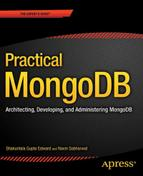 THE EXPERT'S VOICE®
Practical
MongoDB
Architecting, Developing, and Administering MongoDB
Shakuntala Gupta Edward and Navin Sabharwal
Apress®